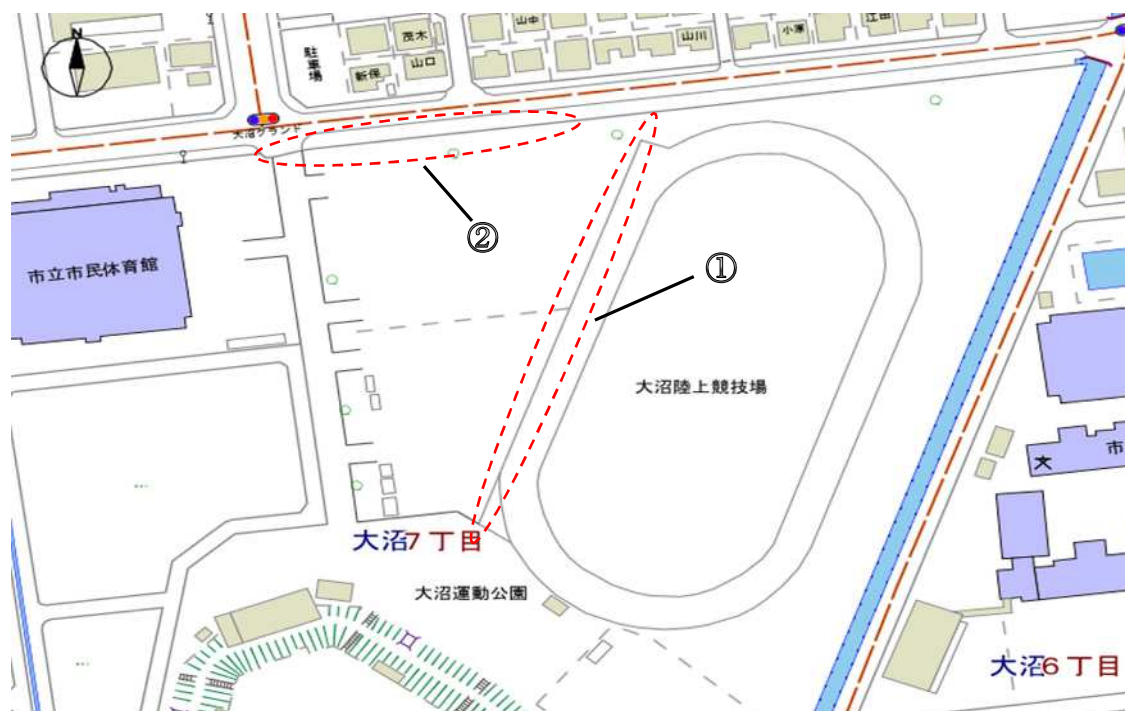 N
山中
江田
茂木
山川
小原
駐車場
新保
山口
大沼グランド
②
市立市民体育館
①
大沼陸上競技場
市
大沼7丁目
大沼運動公園
大沼6丁目